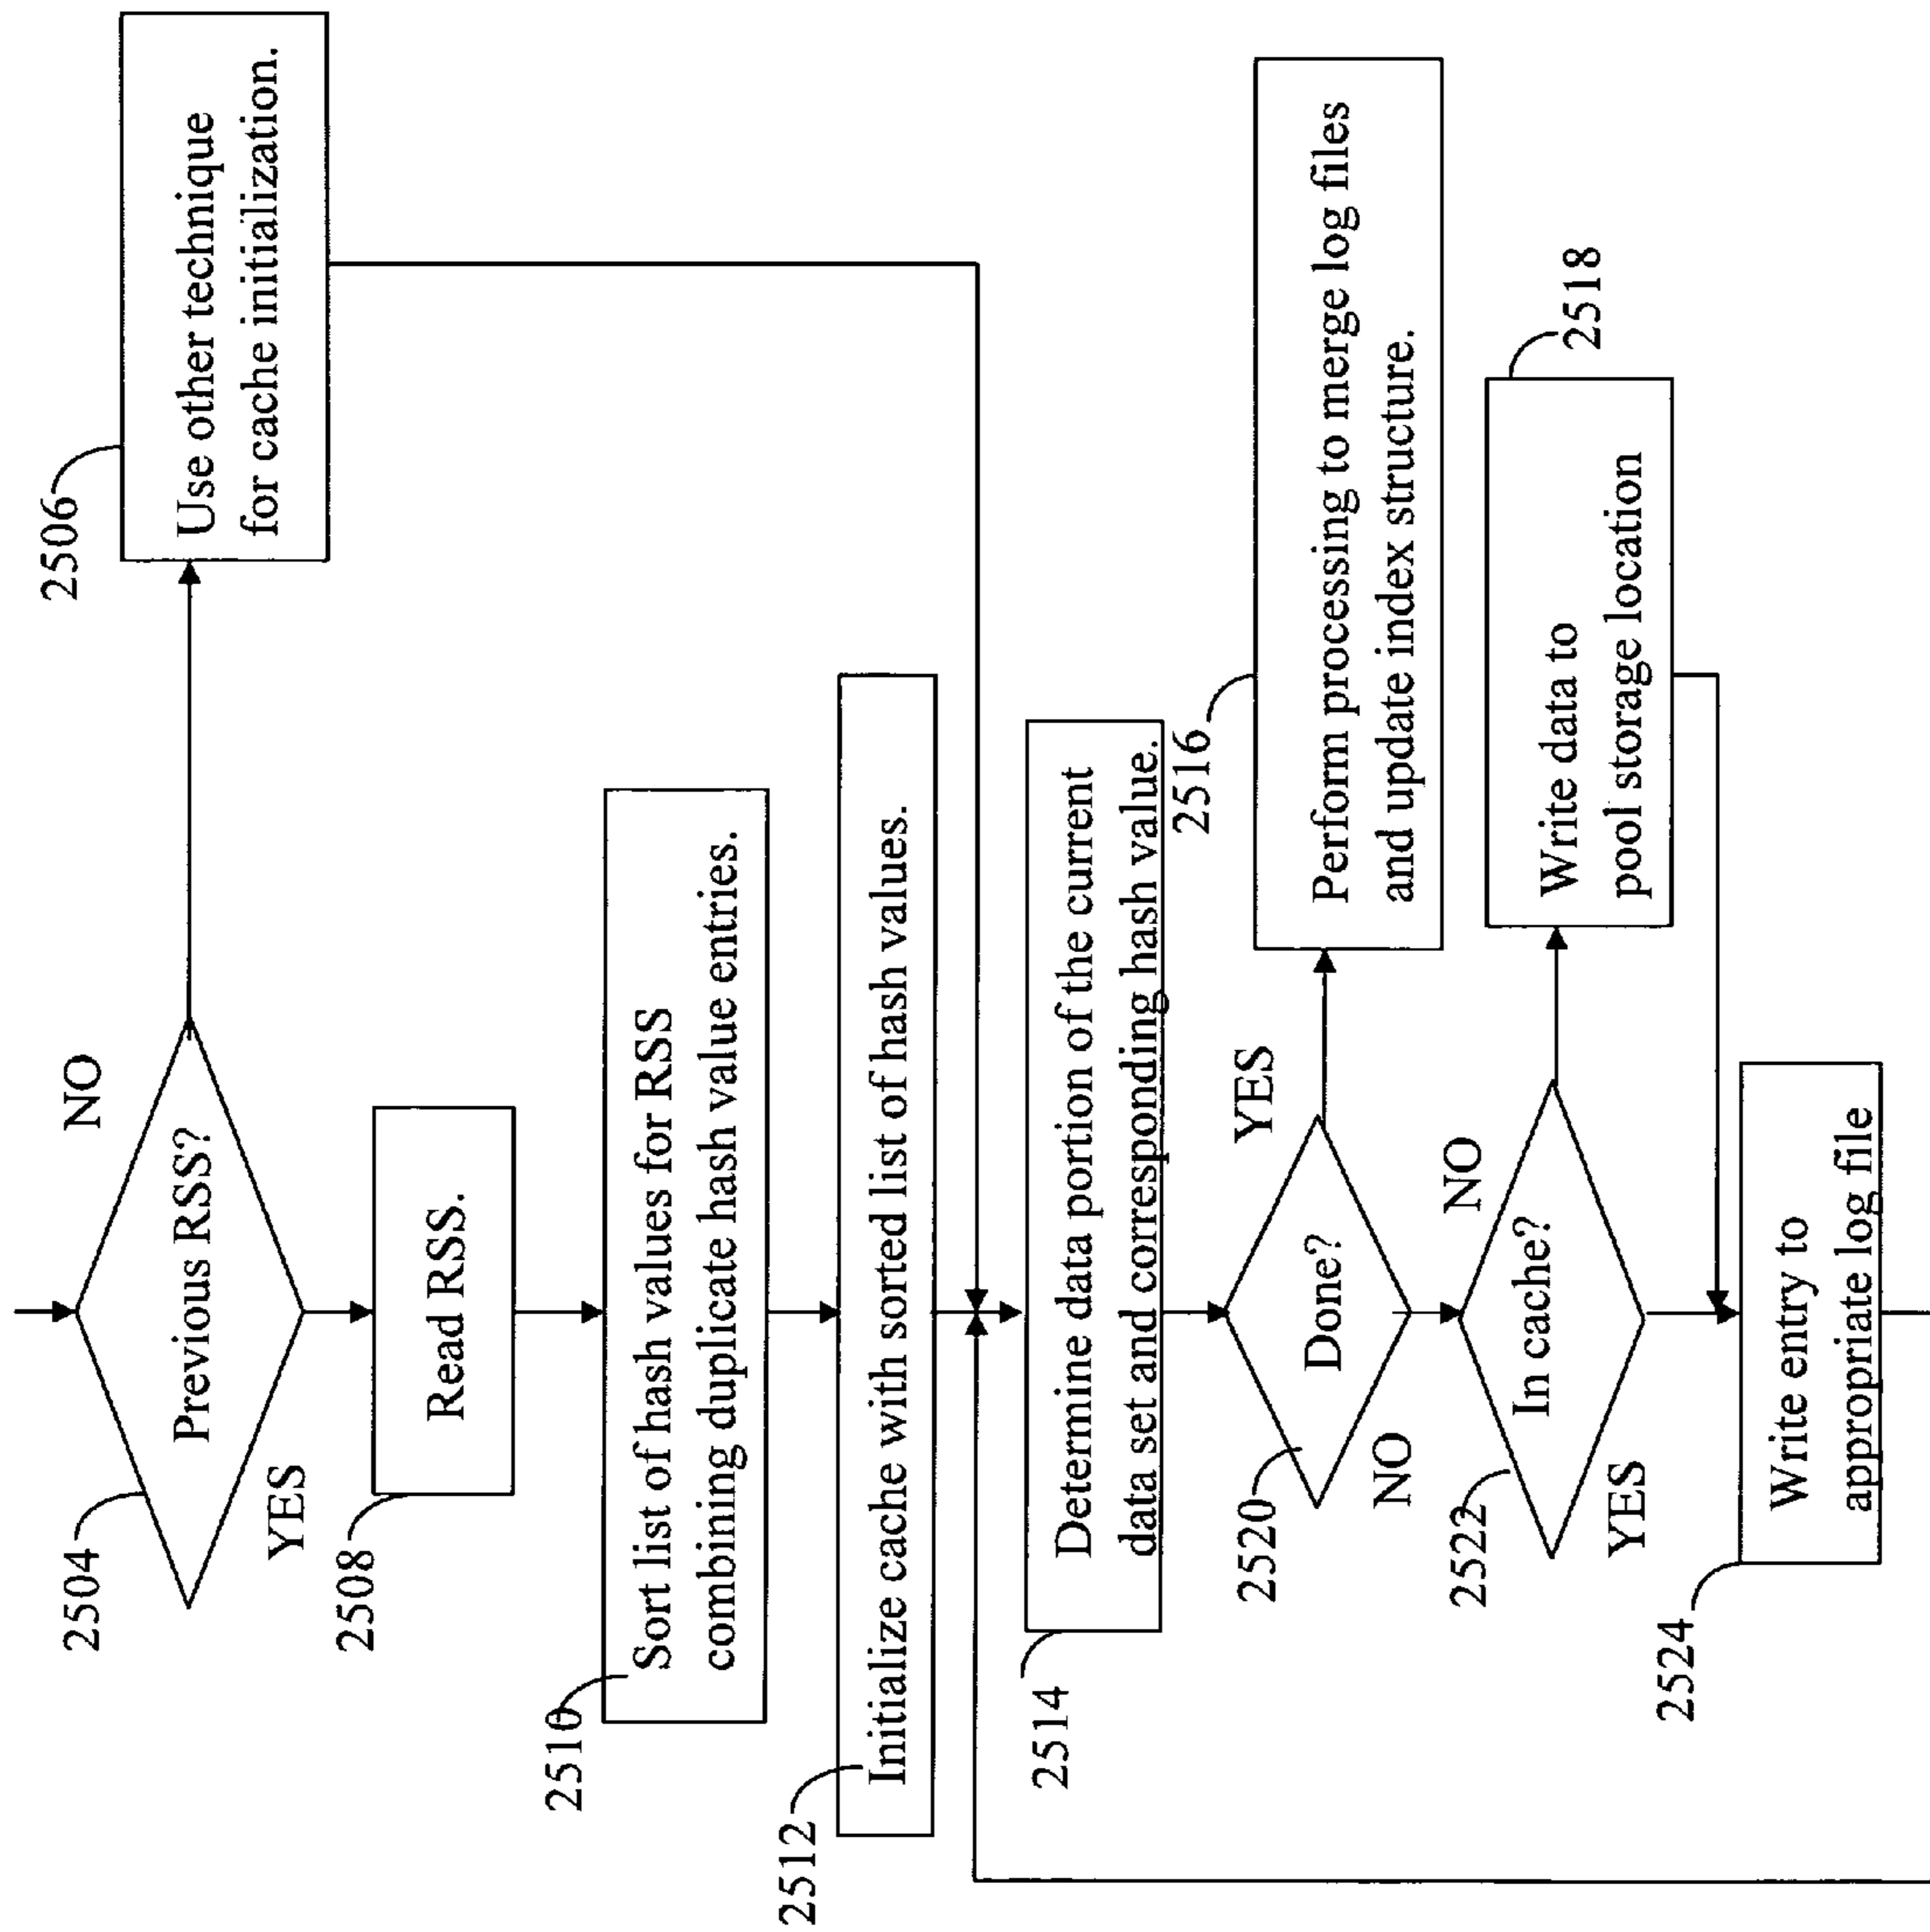 2504
Previous RSS?
NO
YES
2506
Use other technique
for cache initialization.
2508
Read RSS.
2510
Sort list of hash values for RSS
combining duplicate hash value entries.
2512
Initialize cache with sorted list of hash values.
2514
Determine data portion of the current
data set and corresponding hash value.
2520
Done?
YES
NO
2516
Perform processing to merge log files
and update index structure.
2522
In cache?
NO
YES
2518
Write data to
pool storage location
2524
Write entry to
appropriate log file